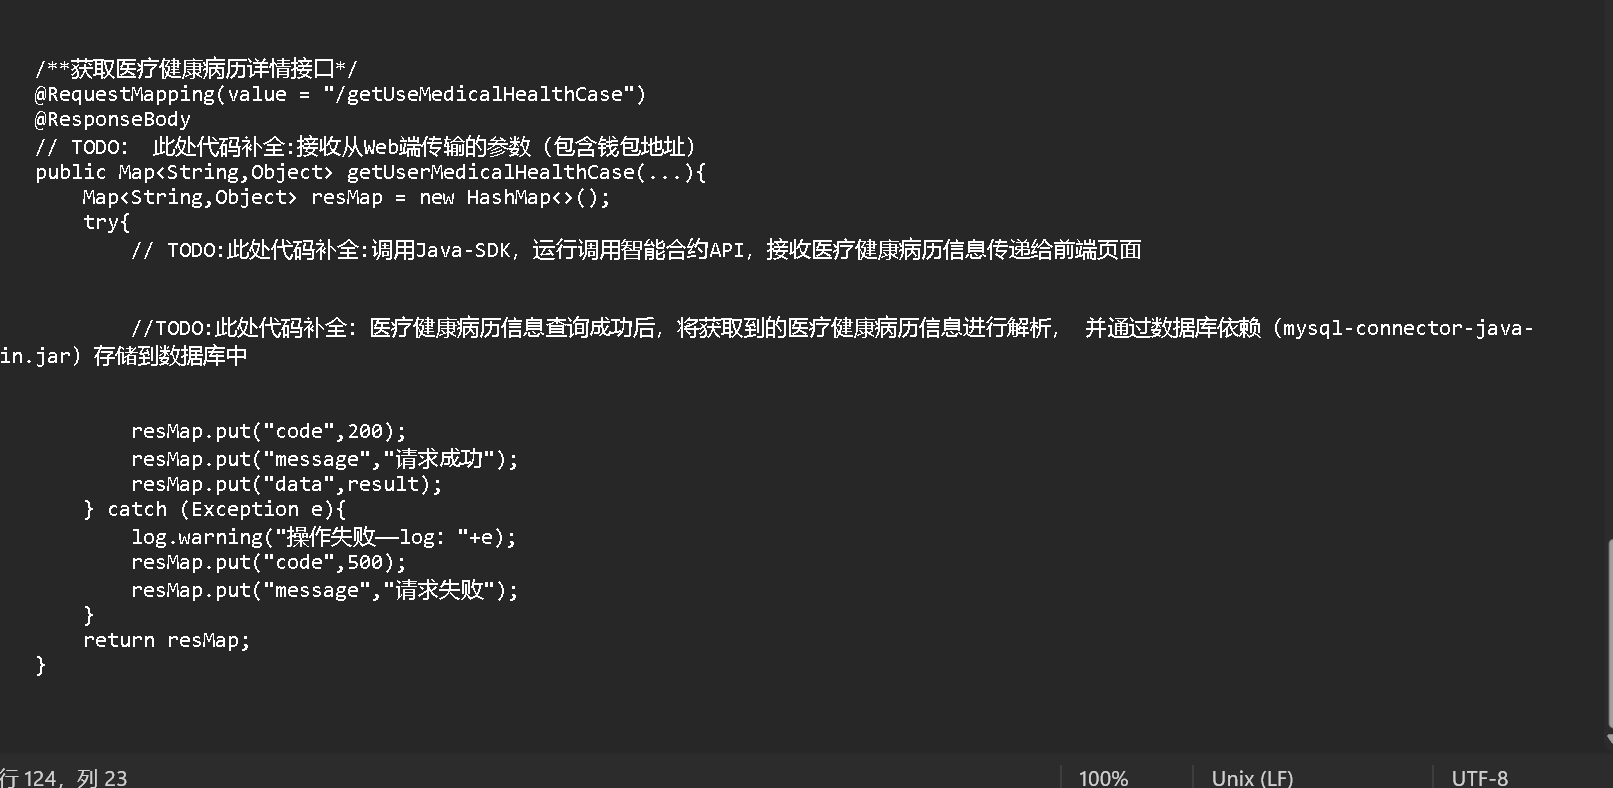 /**获取医疗健康病历详情接口*/
@RequestMapping(value = "/getUseMedicalHealthCase")
@ResponseBody
// TODO:  此处代码补全:接收从Web端传输的参数（包含钱包地址）
public Map<String,Object> getUserMedicalHealthCase(...){
Map<String,Object> resMap = new HashMap<>();
try{
// TODO:此处代码补全:调用Java-SDK，运行调用智能合约API，接收医疗健康病历信息传递给前端页面
//TODO:此处代码补全: 医疗健康病历信息查询成功后，将获取到的医疗健康病历信息进行解析， 并通过数据库依赖（mysql-connector-java-
in.jar）存储到数据库中
resMap.put("code",200);
resMap.put("message","请求成功");
resMap.put("data",result);
} catch (Exception e){
log.warning("操作失败——log: "+e);
resMap.put("code",500);
resMap.put("message","请求失败");
}
return resMap;
}
行 124，列 23 100% Unix (LF) UTF-8